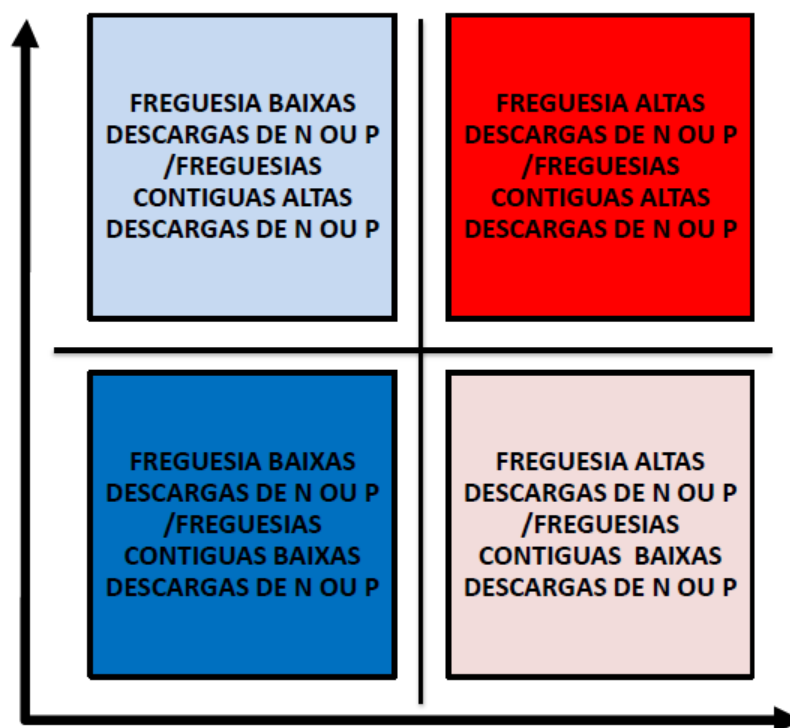 FREGUESIA BAIXAS
DESCARGAS DE N OU P
/FREGUESIAS
CONTIGUAS ALTAS
DESCARGAS DE N OU P
FREGUESIA ALTAS
DESCARGAS DE N OU P
/FREGUESIAS
CONTIGUAS ALTAS
DESCARGAS DE N OU P
FREGUESIA BAIXAS
DESCARGAS DE N OU P
/FREGUESIAS
CONTIGUAS BAIXAS
DESCARGAS DE N OU P
FREGUESIA ALTAS
DESCARGAS DE N OU P
/FREGUESIAS
CONTIGUAS BAIXAS
DESCARGAS DE N OU P